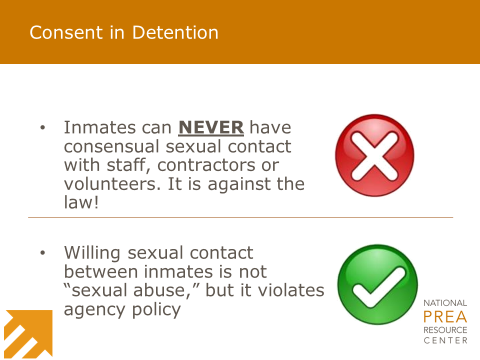 Consent in Detention
• Inmates can NEVER have
consensual sexual contact
with staff, contractors or
volunteers. It is against the
law!
• Willing sexual contact
between inmates is not
“sexual abuse,” but it violates
agency policy
NATIONAL
PREA
RESOURCE
CENTER